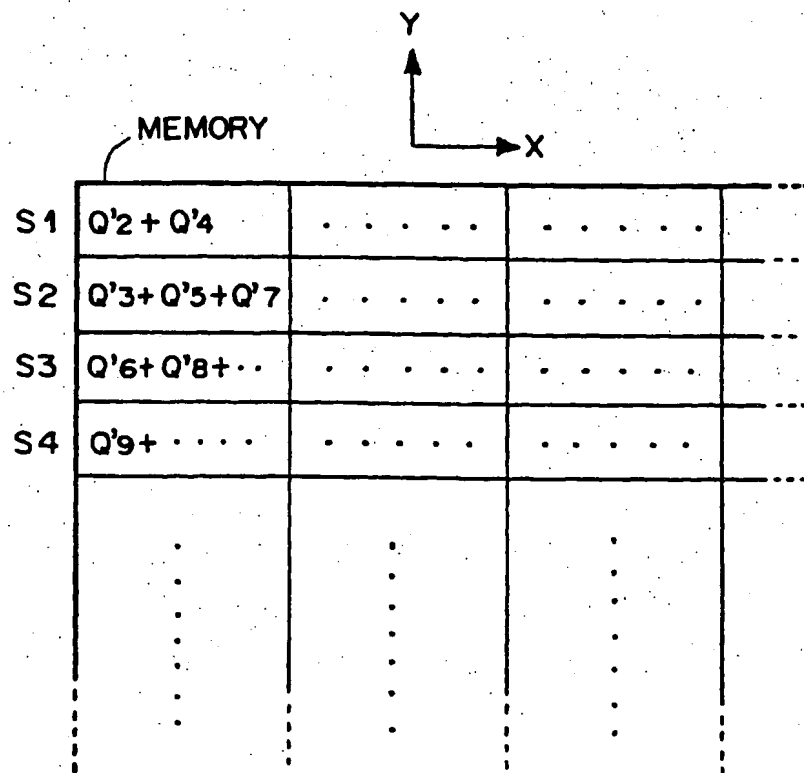 Y
X
MEMORY
S1 Q'2 + Q'4 . . . . . . . . . .
S2 Q'3+Q'5+Q'7 . . . . . . . . . .
S3 Q'6+Q'8+·· . . . . . . . . . .
S4 Q'9+···· . . . . . . . . . .